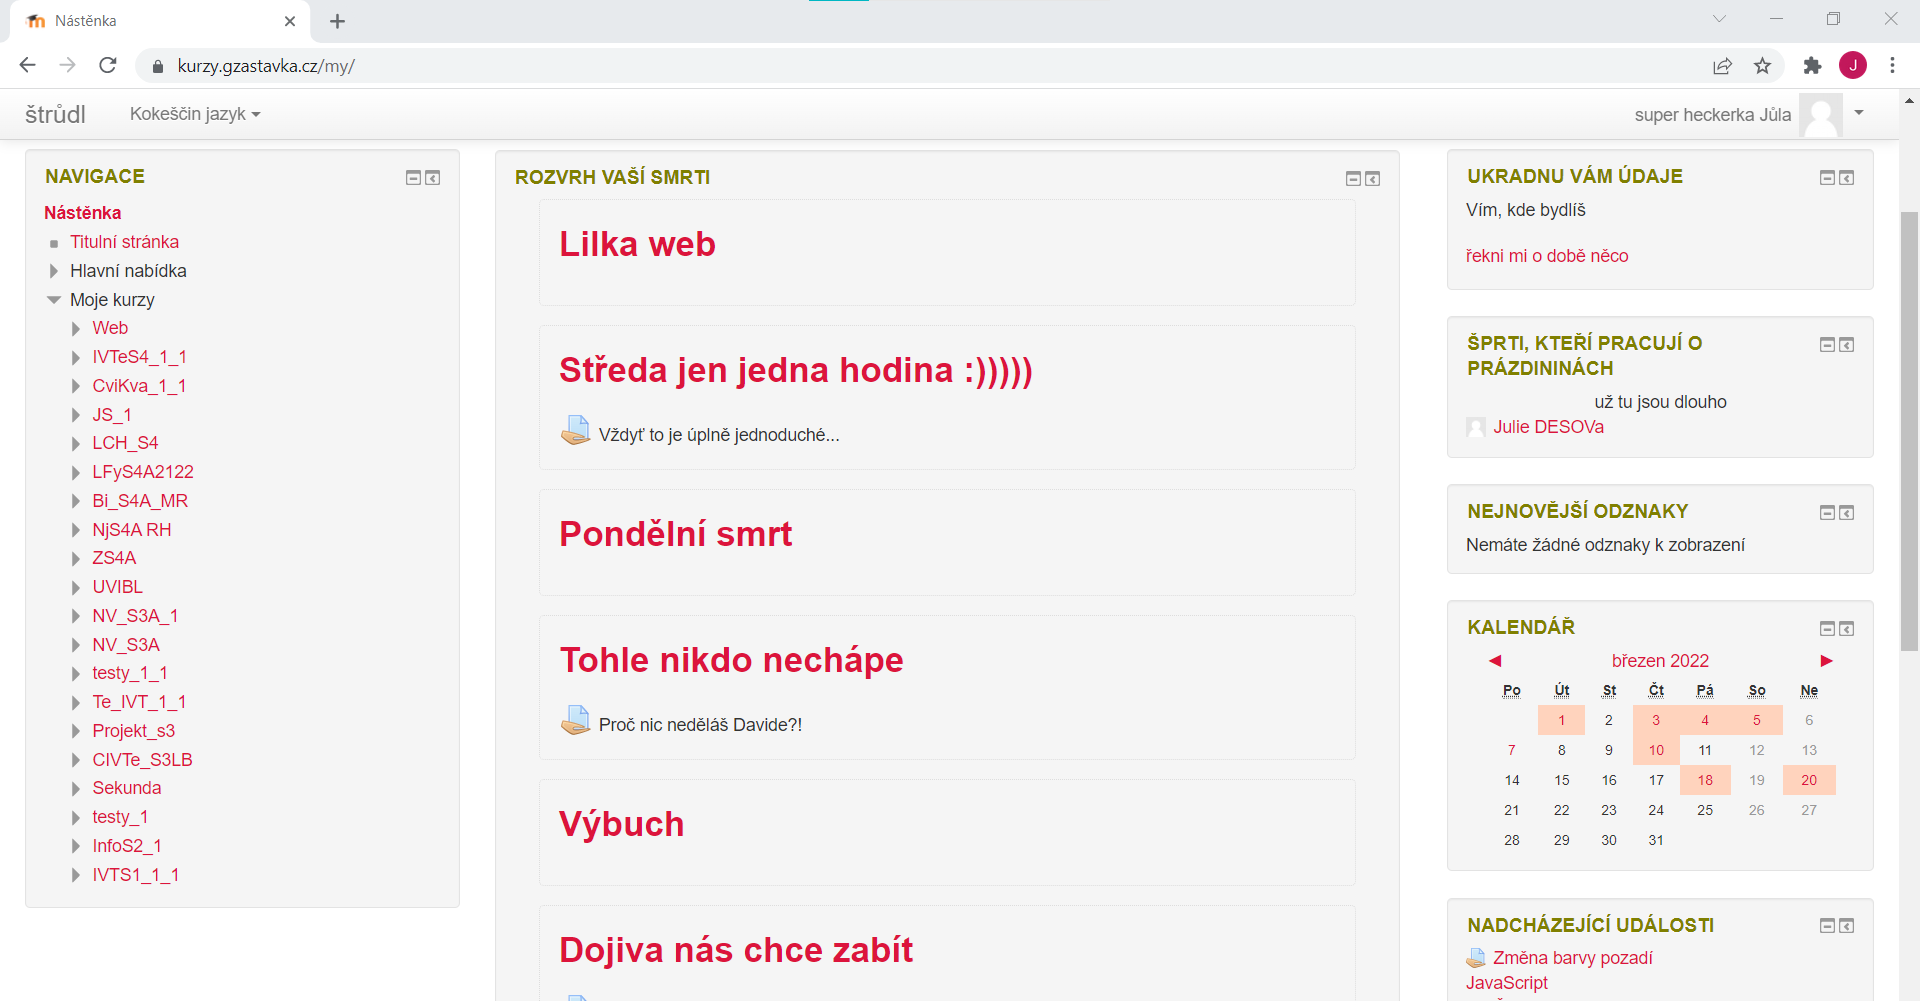 Nástěnka
kurzy.gzastavka.cz/my/
J
štrůdl
Kokeščin jazyk
super heckerka Jůla
NAVIGACE
Nástěnka
Titulní stránka
Hlavní nabídka
Moje kurzy
Web
IVTeS4_1_1
CviKva_1_1
JS_1
LCH_S4
LFyS4A2122
Bi_S4A_MR
NjS4A RH
ZS4A
UVIBL
NV_S3A_1
NV_S3A
testy_1_1
Te_IVT_1_1
Projekt_s3
CIVTe_S3LB
Sekunda
testy_1
InfoS2_1
IVTS1_1_1
ROZVRH VAŠÍ SMRTI
Lilka web
Středa jen jedna hodina :)))))
Vždyť to je úplně jednoduché...
Pondělní smrt
Tohle nikdo nechápe
Proč nic neděláš Davide?!
Výbuch
Dojiva nás chce zabít
UKRADNU VÁM ÚDAJE
Vím, kde bydlíš
řekni mi o době něco
ŠPRTI, KTEŘÍ PRACUJÍ O
PRÁZDININÁCH
už tu jsou dlouho
Julie DESOVa
NEJNOVĚJŠÍ ODZNAKY
Nemáte žádné odznaky k zobrazení
KALENDÁŘ
březen 2022
Po Út St Čt Pá So Ne
1 2 3 4 5 6
7 8 9 10 11 12 13
14 15 16 17 18 19 20
21 22 23 24 25 26 27
28 29 30 31
NADCHÁZEJÍCÍ UDÁLOSTI
Změna barvy pozadí
JavaScript